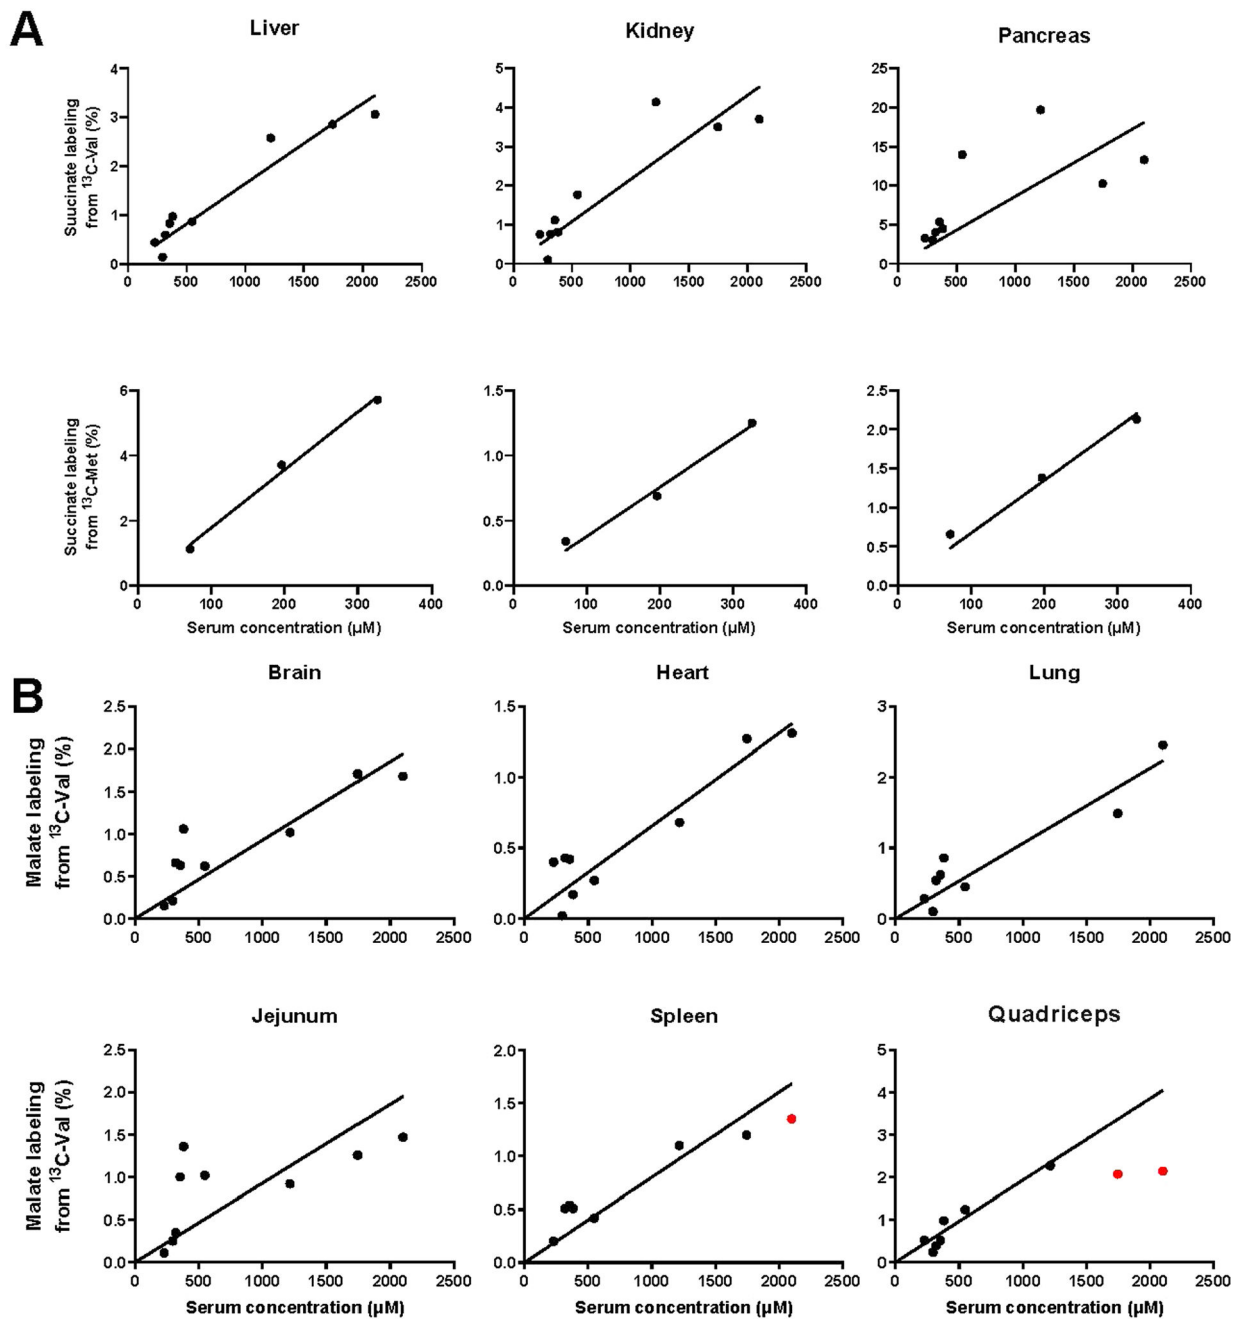 A
Liver
Kidney
Pancreas
Suucinate labeling
from ¹³C-Val (%)
4
3
2
1
0
0 500 1000 1500 2000 2500
5
4
3
2
1
0
0 500 1000 1500 2000 2500
25
20
15
10
5
0
0 500 1000 1500 2000 2500
Succinate labeling
from ¹³C-Met (%)
6
4
2
0
0 100 200 300 400
Serum concentration (µM)
1.5
1.0
0.5
0.0
0 100 200 300 400
Serum concentration (µM)
2.5
2.0
1.5
1.0
0.5
0.0
0 100 200 300 400
Serum concentration (µM)
B
Brain
Heart
Lung
Malate labeling
from ¹³C-Val (%)
2.5
2.0
1.5
1.0
0.5
0.0
0 500 1000 1500 2000 2500
1.5
1.0
0.5
0.0
0 500 1000 1500 2000 2500
3
2
1
0
0 500 1000 1500 2000 2500
Jejunum
Spleen
Quadriceps
Malate labeling
from ¹³C-Val (%)
2.5
2.0
1.5
1.0
0.5
0.0
0 500 1000 1500 2000 2500
Serum concentration (µM)
2.0
1.5
1.0
0.5
0.0
0 500 1000 1500 2000 2500
Serum concentration (µM)
5
4
3
2
1
0
0 500 1000 1500 2000 2500
Serum concentration (µM)